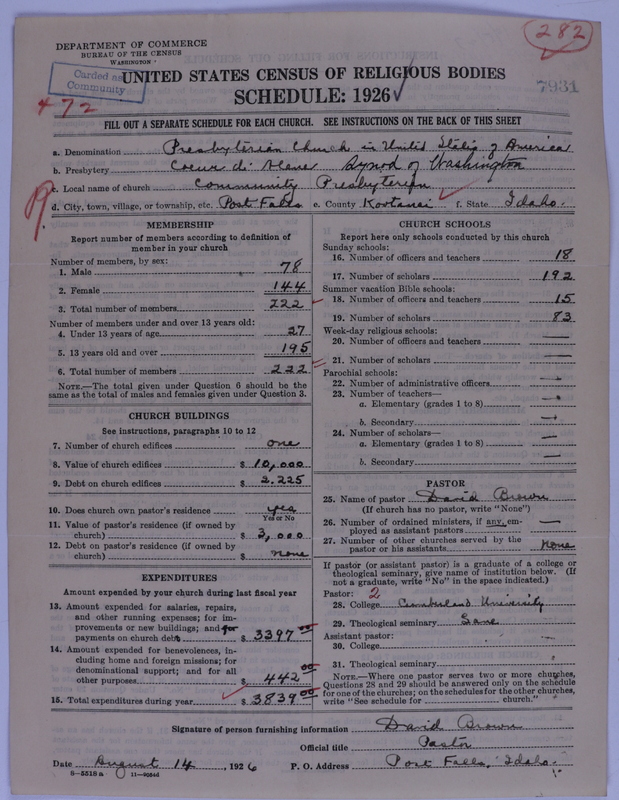 282
DEPARTMENT OF COMMERCE
BUREAU OF THE CENSUS
WASHINGTON
Carded as
Community
7931
472
UNITED STATES CENSUS OF RELIGIOUS BODIES
SCHEDULE: 1926
FILL OUT A SEPARATE SCHEDULE FOR EACH CHURCH. SEE INSTRUCTIONS ON THE BACK OF THIS SHEET
a. Denomination Presbyterian Church in United States of America
b. Presbytery Coeur d. Alene Synod of Washington
c. Local name of church Community Presbyterian
d. City, town, village, or township, etc. Post Falls e. County Kootanai f. State Idaho.
MEMBERSHIP
Report number of members according to definition of
member in your church
Number of members, by sex:
1. Male 78
2. Female 144
3. Total number of members 222
Number of members under and over 13 years old:
4. Under 13 years of age 27
5. 13 years old and over 195
6. Total number of members 222
NOTE.—The total given under Question 6 should be the
same as the total of males and females given under Question 3.
CHURCH BUILDINGS
See instructions, paragraphs 10 to 12
7. Number of church edifices one
8. Value of church edifices $ 10,000
9. Debt on church edifices $ 2.225
10. Does church own pastor's residence yes
Yes or No
11. Value of pastor's residence (if owned by
church) $ 3,000
12. Debt on pastor's residence (if owned by
church) $ none
EXPENDITURES
Amount expended by your church during last fiscal year
13. Amount expended for salaries, repairs,
and other running expenses; for im-
provements or new buildings; and for
payments on church debt $ 3397.00
14. Amount expended for benevolences, in-
cluding home and foreign missions; for
denominational support; and for all
other purposes $ 442.00
15. Total expenditures during year $ 3839.00
CHURCH SCHOOLS
Report here only schools conducted by this church
Sunday schools:
16. Number of officers and teachers 18
17. Number of scholars 192
Summer vacation Bible schools:
18. Number of officers and teachers 15
19. Number of scholars 83
Week-day religious schools:
20. Number of officers and teachers —
21. Number of scholars —
Parochial schools:
22. Number of administrative officers —
23. Number of teachers—
a. Elementary (grades 1 to 8) —
b. Secondary —
24. Number of scholars—
a. Elementary (grades 1 to 8) —
b. Secondary —
PASTOR
25. Name of pastor David Brown
(If church has no pastor, write "None")
26. Number of ordained ministers, if any, em-
ployed as assistant pastors —
27. Number of other churches served by the
pastor or his assistants None
If pastor (or assistant pastor) is a graduate of a college or
theological seminary, give name of institution below. (If
not a graduate, write "No" in the space indicated.)
Pastor: 2
28. College Cumberland University
29. Theological seminary Lane
Assistant pastor:
30. College
31. Theological seminary
NOTE.—Where one pastor serves two or more churches,
Questions 28 and 29 should be answered only on the schedule
for one of the churches; on the schedules for the other churches,
write "See schedule for church."
Signature of person furnishing information David Brown
Official title Pastor
Date August 14, 1926 P. O. Address Post Falls, Idaho.
8—5518 a 11—9054d